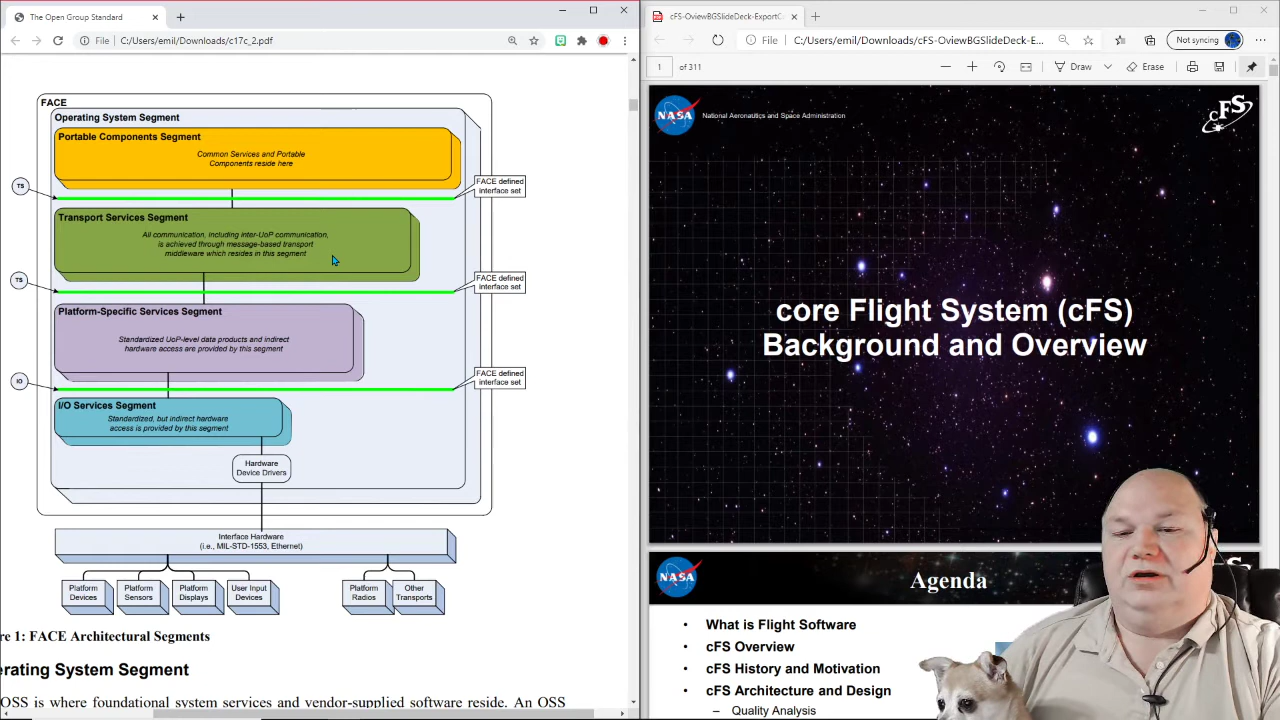 The Open Group Standard
File
C:/Users/emil/Downloads/c17c_2.pdf
FACE
Operating System Segment
Portable Components Segment
Common Services and Portable
Components reside here
TS
FACE defined
interface set
Transport Services Segment
All communication, including inter-UoP communication,
is achieved through message-based transport
middleware which resides in this segment
TS
FACE defined
interface set
Platform-Specific Services Segment
Standardized UoP-level data products and indirect
hardware access are provided by this segment
IO
FACE defined
interface set
I/O Services Segment
Standardized, but indirect hardware
access is provided by this segment
Hardware
Device Drivers
Interface Hardware
(i.e., MIL-STD-1553, Ethernet)
Platform
Devices
Platform
Sensors
Platform
Displays
User Input
Devices
Platform
Radios
Other
Transports
re 1: FACE Architectural Segments
erating System Segment
OSS is where foundational system services and vendor-supplied software reside. An OSS
cFS-OviewBGSlideDeck-ExportC
File
C:/Users/emil/Downloads/cFS-OviewBGSlideDeck-E...
Not syncing
1 of 311
Draw
Erase
NASA
National Aeronautics and Space Administration
cFS
core Flight System (cFS)
Background and Overview
NASA
Agenda
• What is Flight Software
• cFS Overview
• cFS History and Motivation
• cFS Architecture and Design
– Quality Analysis